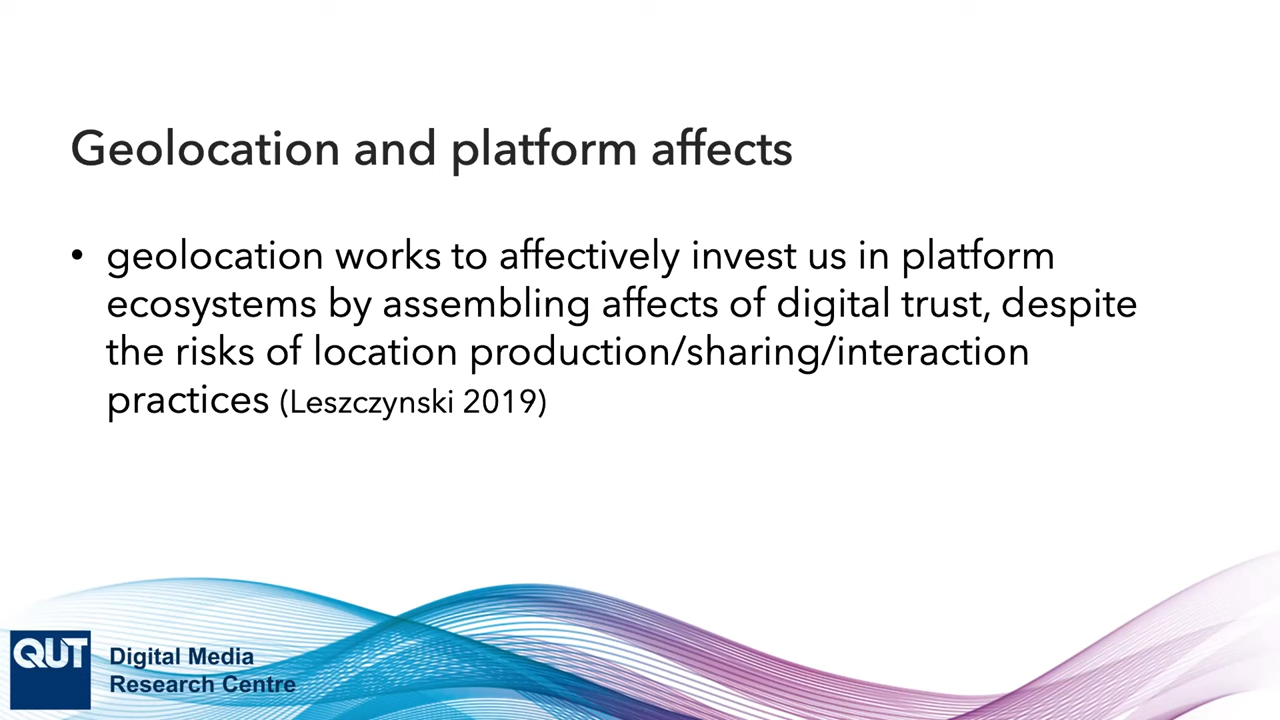 Geolocation and platform affects
• geolocation works to affectively invest us in platform
ecosystems by assembling affects of digital trust, despite
the risks of location production/sharing/interaction
practices (Leszczynski 2019)
QUT
Digital Media
Research Centre